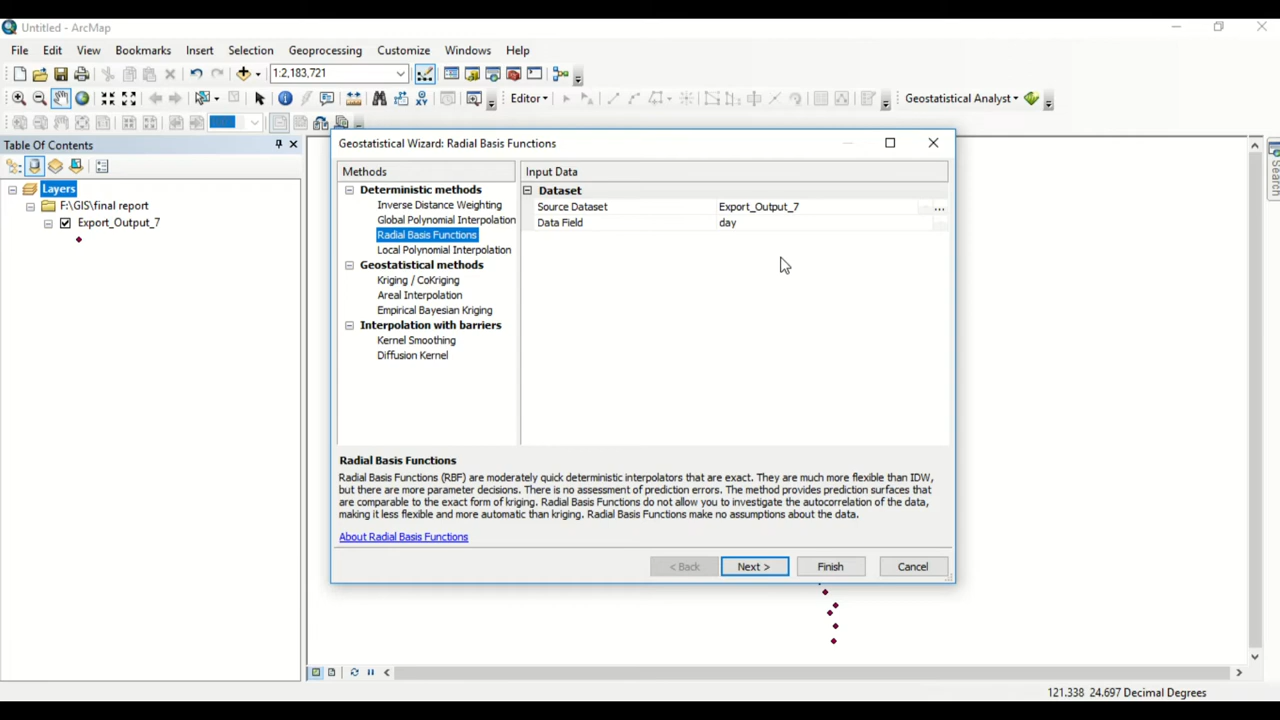 Untitled - ArcMap
File Edit View Bookmarks Insert Selection Geoprocessing Customize Windows Help
1:2,183,721
Editor Geostatistical Analyst
Table Of Contents
Layers
F:\GIS\final report
Export_Output_7
Geostatistical Wizard: Radial Basis Functions
Methods
Deterministic methods
Inverse Distance Weighting
Global Polynomial Interpolation
Radial Basis Functions
Local Polynomial Interpolation
Geostatistical methods
Kriging / CoKriging
Areal Interpolation
Empirical Bayesian Kriging
Interpolation with barriers
Kernel Smoothing
Diffusion Kernel
Input Data
Dataset
Source Dataset Export_Output_7 ...
Data Field day
Radial Basis Functions
Radial Basis Functions (RBF) are moderately quick deterministic interpolators that are exact. They are much more flexible than IDW,
but there are more parameter decisions. There is no assessment of prediction errors. The method provides prediction surfaces that
are comparable to the exact form of kriging. Radial Basis Functions do not allow you to investigate the autocorrelation of the data,
making it less flexible and more automatic than kriging. Radial Basis Functions make no assumptions about the data.
About Radial Basis Functions
< Back Next > Finish Cancel
Search
121.338 24.697 Decimal Degrees